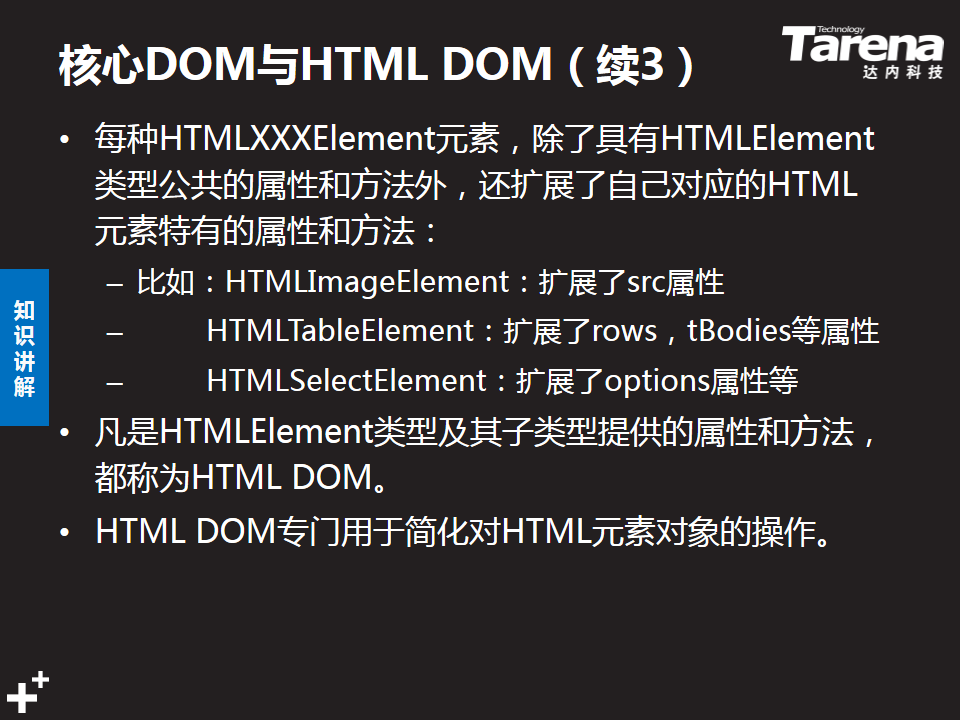 核心DOM与HTML DOM（续3）
Technology
Tarena
达内科技
• 每种HTMLXXXElement元素，除了具有HTMLElement
类型公共的属性和方法外，还扩展了自己对应的HTML
元素特有的属性和方法：
– 比如：HTMLImageElement：扩展了src属性
– HTMLTableElement：扩展了rows，tBodies等属性
– HTMLSelectElement：扩展了options属性等
• 凡是HTMLElement类型及其子类型提供的属性和方法，
都称为HTML DOM。
• HTML DOM专门用于简化对HTML元素对象的操作。
知识讲解